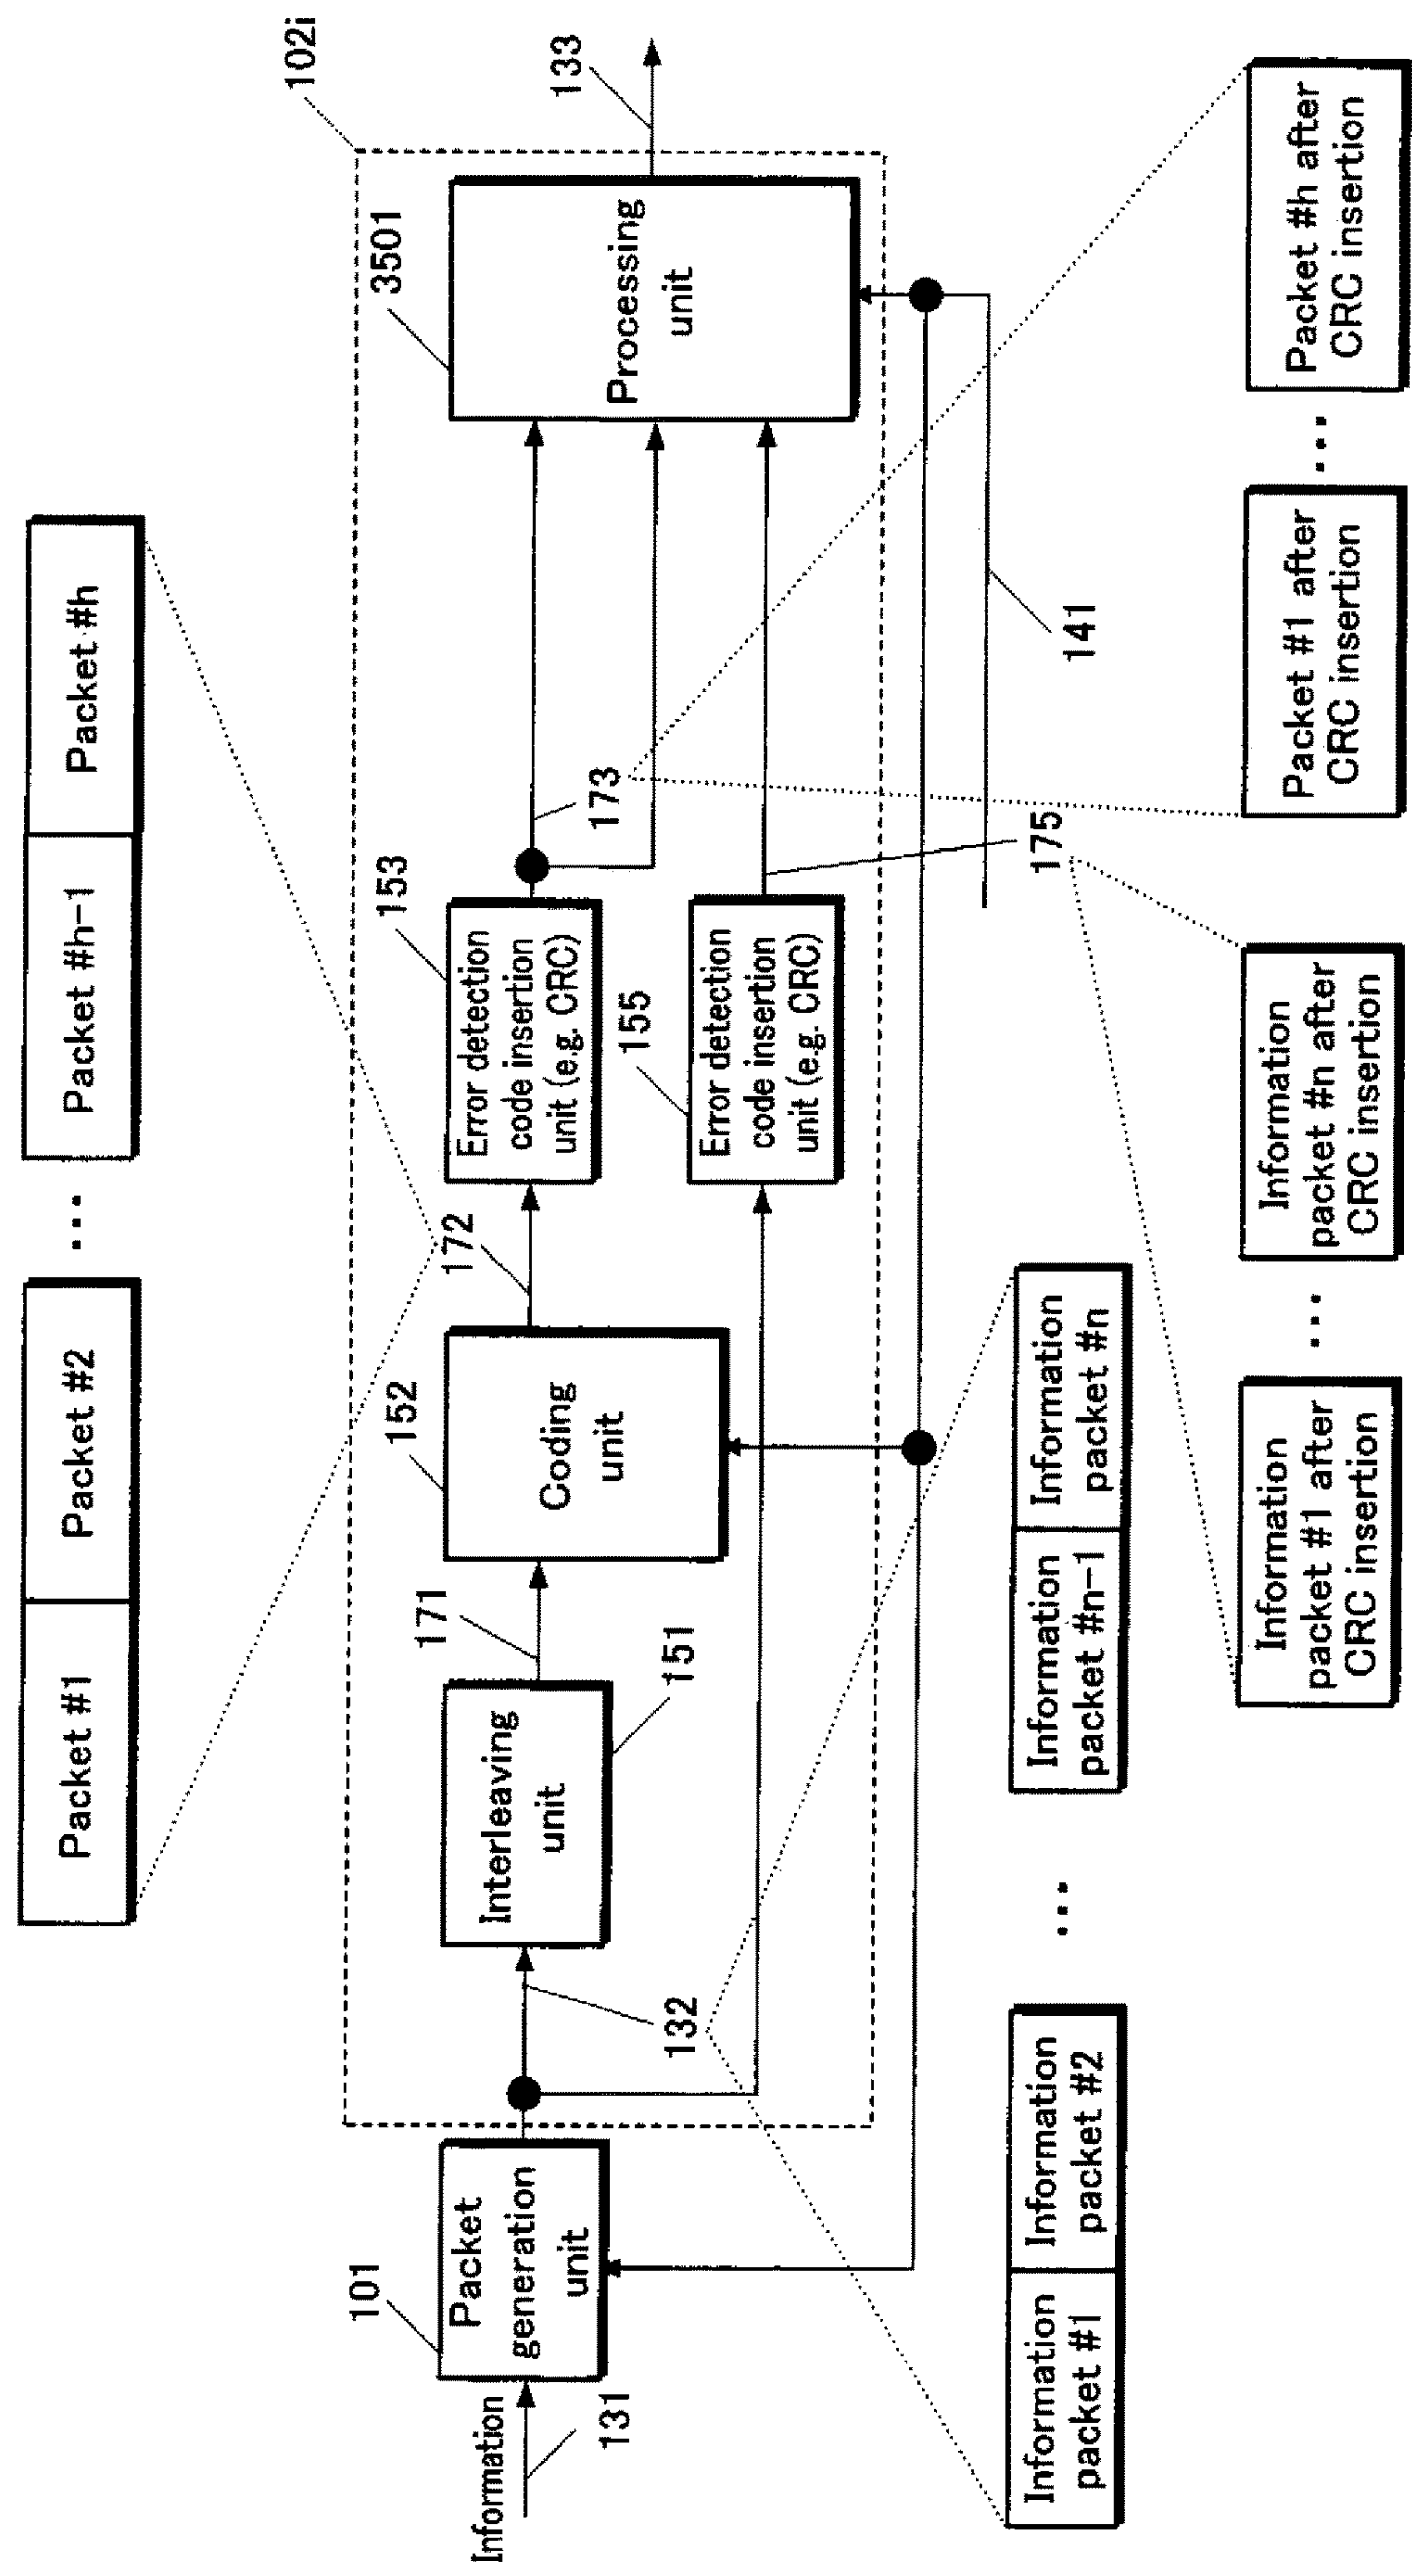 Packet #1
Packet #2
...
Packet #h-1
Packet #h
102i
Information
131
101
Packet
generation
unit
132
Interleaving
unit
151
171
152
Coding
unit
172
153
Error detection
code insertion
unit (e.g. CRC)
155
Error detection
code insertion
unit (e.g. CRC)
173
175
3501
Processing
unit
133
141
Information
packet #1
Information
packet #2
...
Information
packet #n-1
Information
packet #n
Information
packet #1 after
CRC insertion
...
Information
packet #n after
CRC insertion
Packet #1 after
CRC insertion
...
Packet #h after
CRC insertion